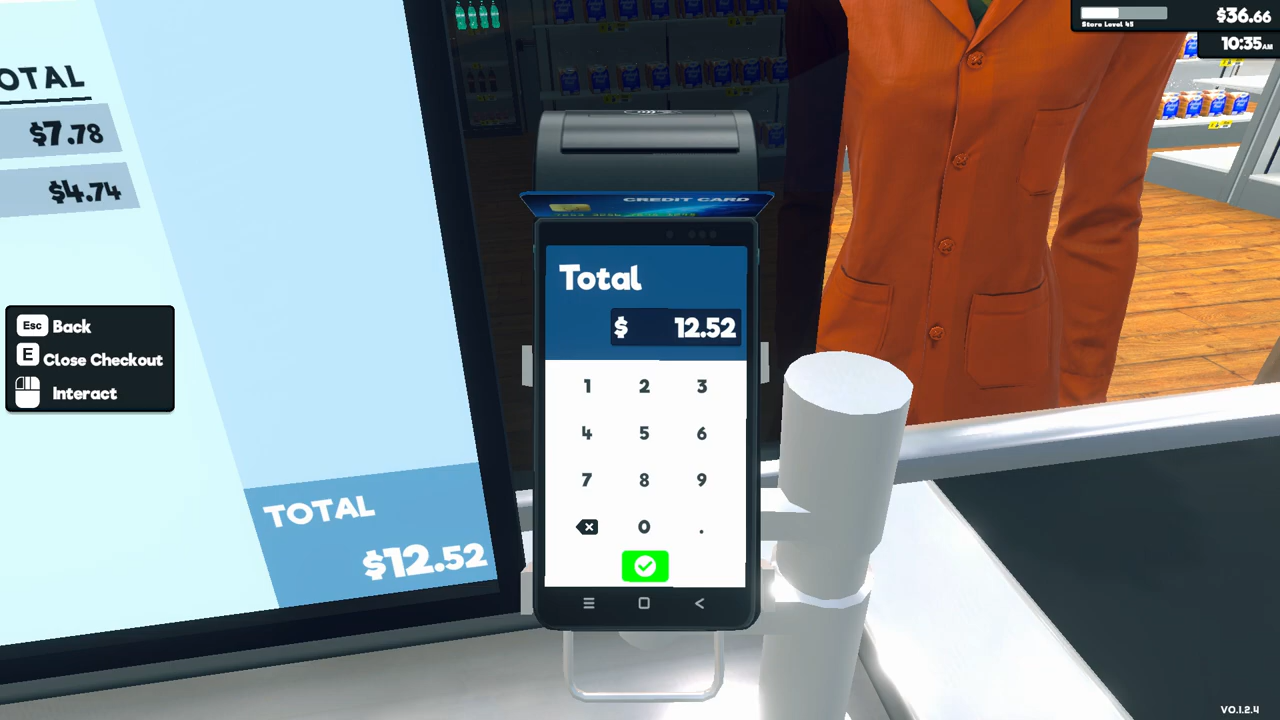 $36.66
Store Level 45
10:35AM
OTAL
$7.78
$4.74
TOTAL
$12.52
Esc Back
E Close Checkout
Interact
CREDIT CARD
Total
$ 12.52
1 2 3
4 5 6
7 8 9
0 .
V0.1.2.4